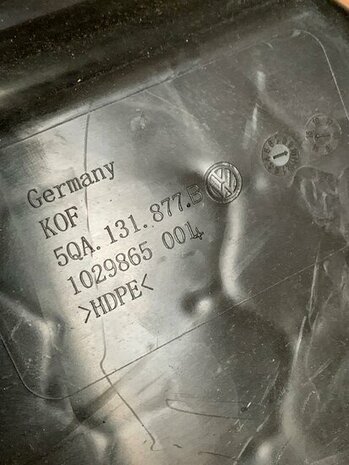 Germany
KOF
5QA.131.877.B
1029865 004
>HDPE<